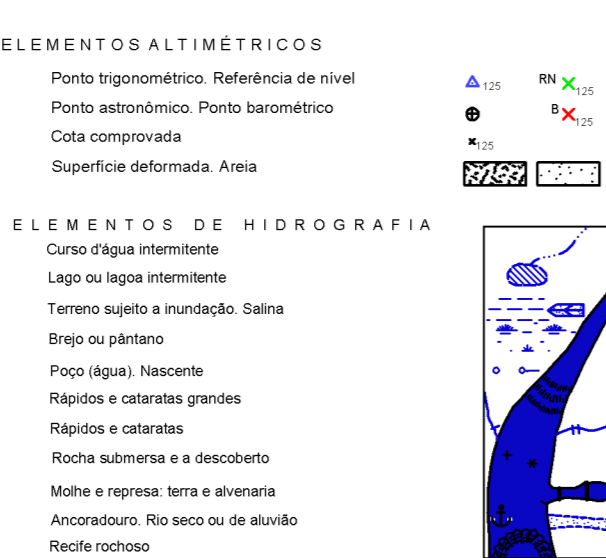 ELEMENTOS ALTIMÉTRICOS
Ponto trigonométrico. Referência de nível △ 125 RN × 125
Ponto astronômico. Ponto barométrico ⊕ B × 125
Cota comprovada × 125
Superfície deformada. Areia
ELEMENTOS DE HIDROGRAFIA
Curso d'água intermitente
Lago ou lagoa intermitente
Terreno sujeito a inundação. Salina
Brejo ou pântano
Poço (água). Nascente
Rápidos e cataratas grandes
Rápidos e cataratas
Rocha submersa e a descoberto
Molhe e represa: terra e alvenaria
Ancoradouro. Rio seco ou de aluvião
Recife rochoso